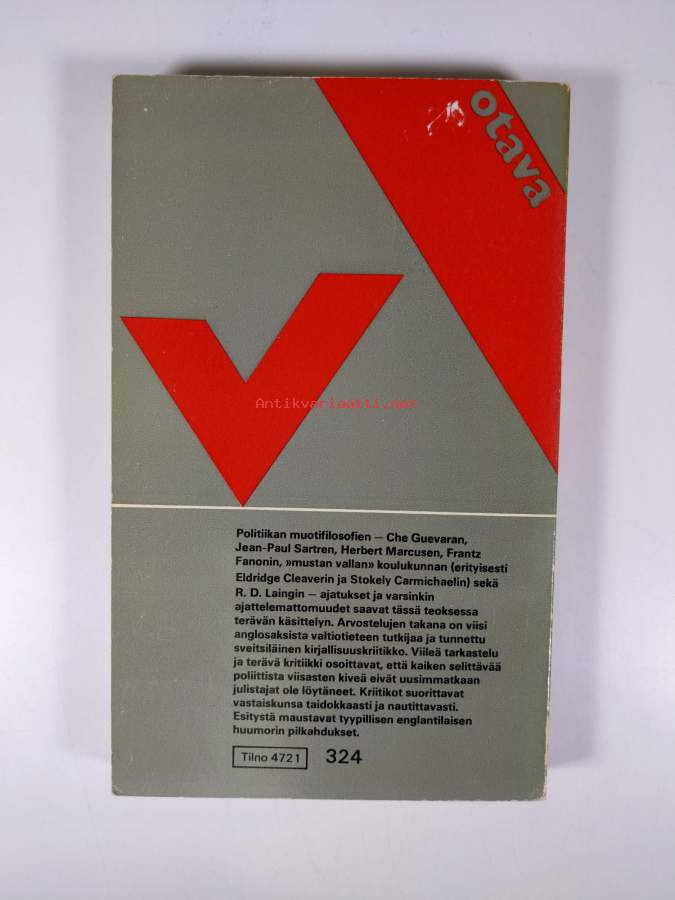 otava
Antikvariaatti.net
Politiikan muotifilosofien — Che Guevaran,
Jean-Paul Sartren, Herbert Marcusen, Frantz
Fanonin, »mustan vallan» koulukunnan (erityisesti
Eldridge Cleaverin ja Stokely Carmichaelin) sekä
R. D. Laingin — ajatukset ja varsinkin
ajattelemattomuudet saavat tässä teoksessa
terävän käsittelyn. Arvostelujen takana on viisi
anglosaksista valtiotieteen tutkijaa ja tunnettu
sveitsiläinen kirjallisuuskriitikko. Viileä tarkastelu
ja terävä kritiikki osoittavat, että kaiken selittävää
poliittista viisasten kiveä eivät uusimmatkaan
julistajat ole löytäneet. Kriitikot suorittavat
vastaiskunsa taidokkaasti ja nautittavasti.
Esitystä maustavat tyypillisen englantilaisen
huumorin pilkahdukset.
Tilno 4721 324